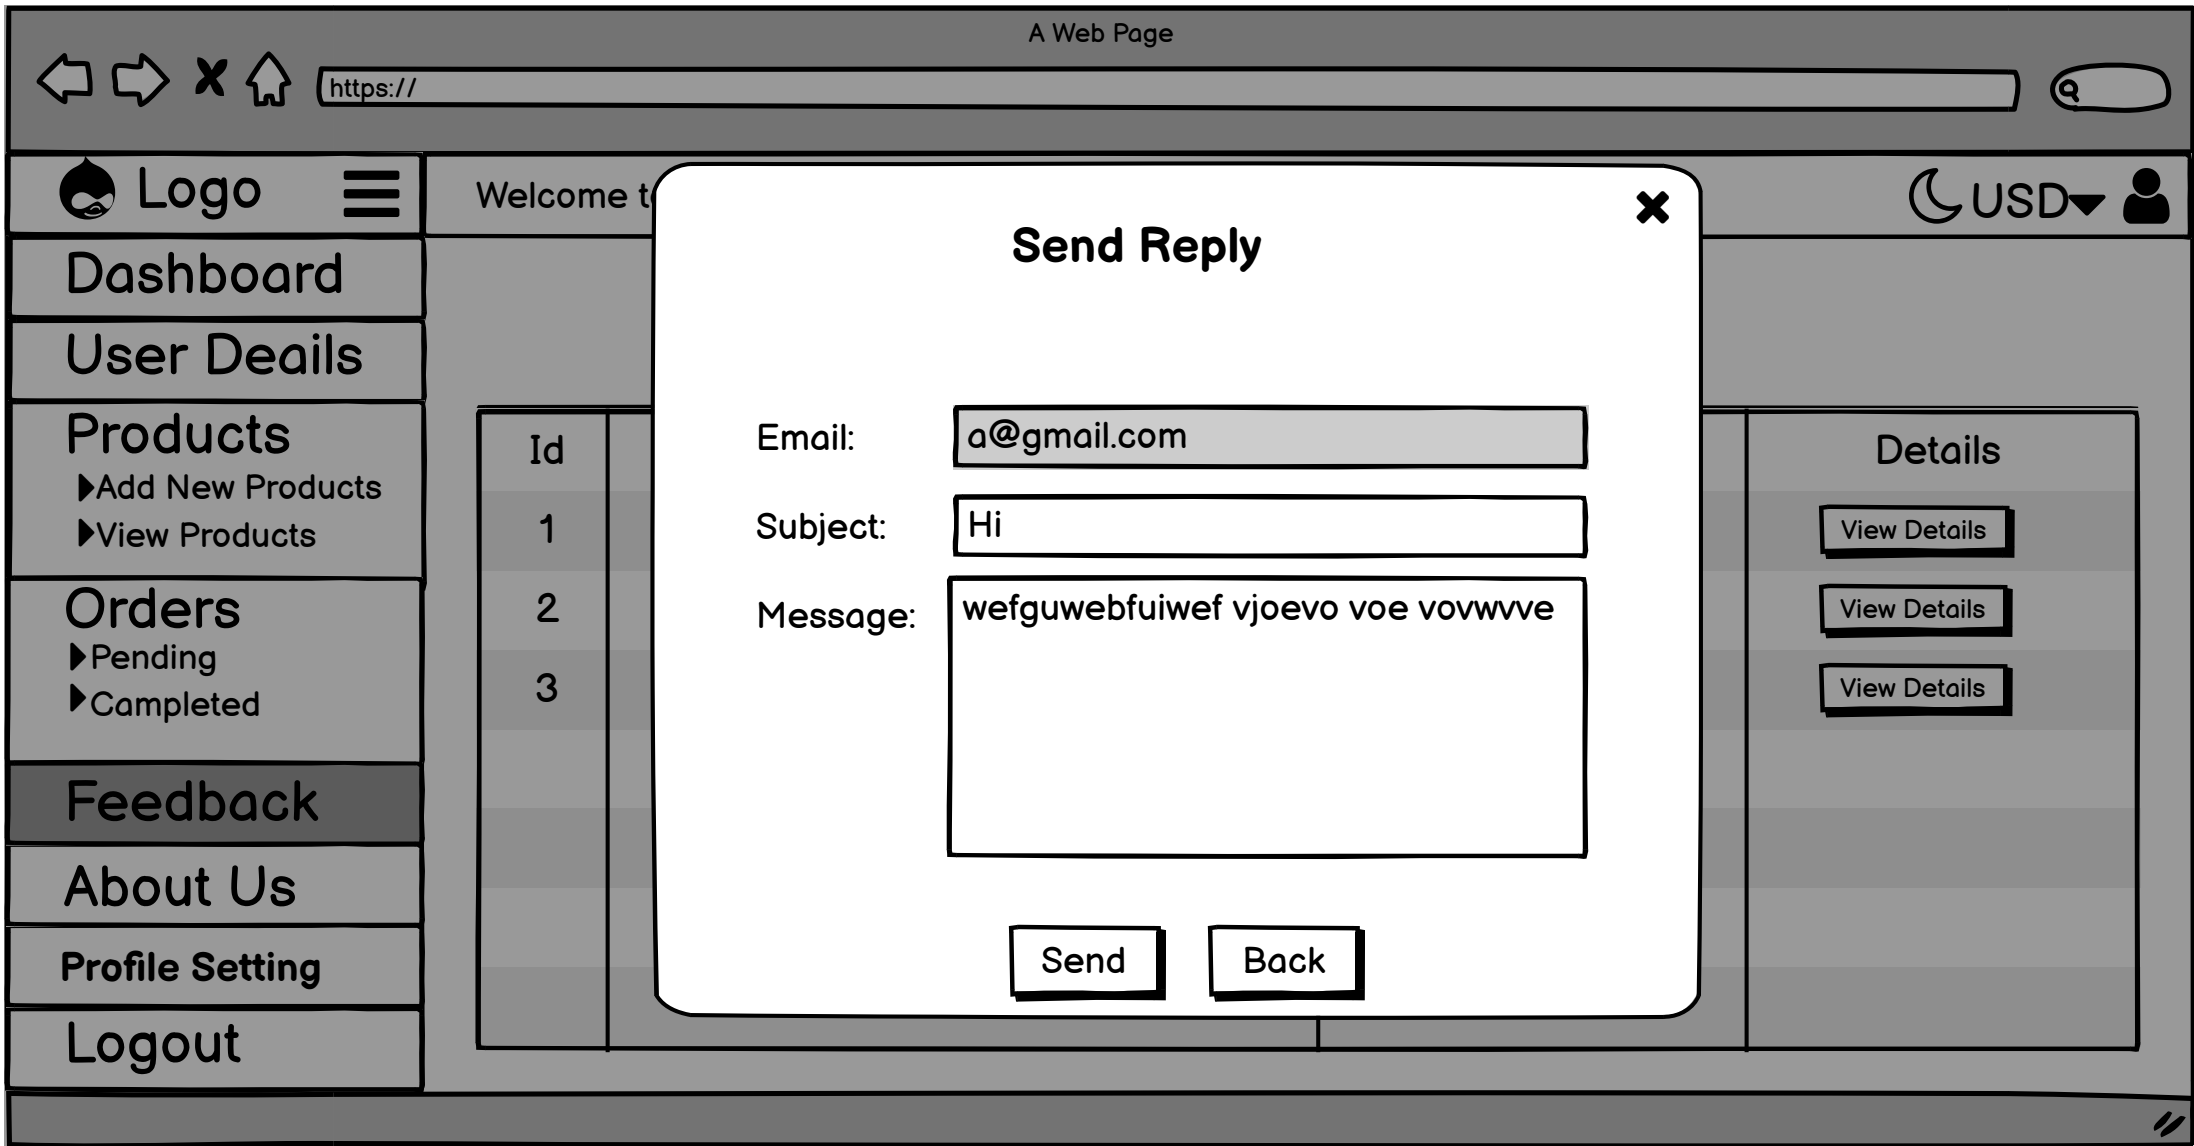 A Web Page
https://
Logo
Welcome t
USD
Send Reply
Dashboard
User Deails
Products
Add New Products
View Products
Orders
Pending
Campleted
Feedback
About Us
Profile Setting
Logout
Id
Details
1
View Details
2
View Details
3
View Details
Email:
a@gmail.com
Subject:
Hi
Message:
wefguwebfuiwef vjoevo voe vovwvve
Send
Back